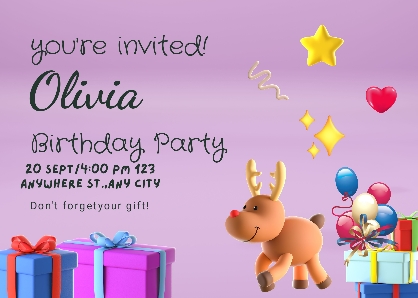 you're invited!
Olivia
Birthday Party
20 SEPT/4:00 PM 123
ANYWHERE ST.,ANY CITY
Don't forgetyour gift!